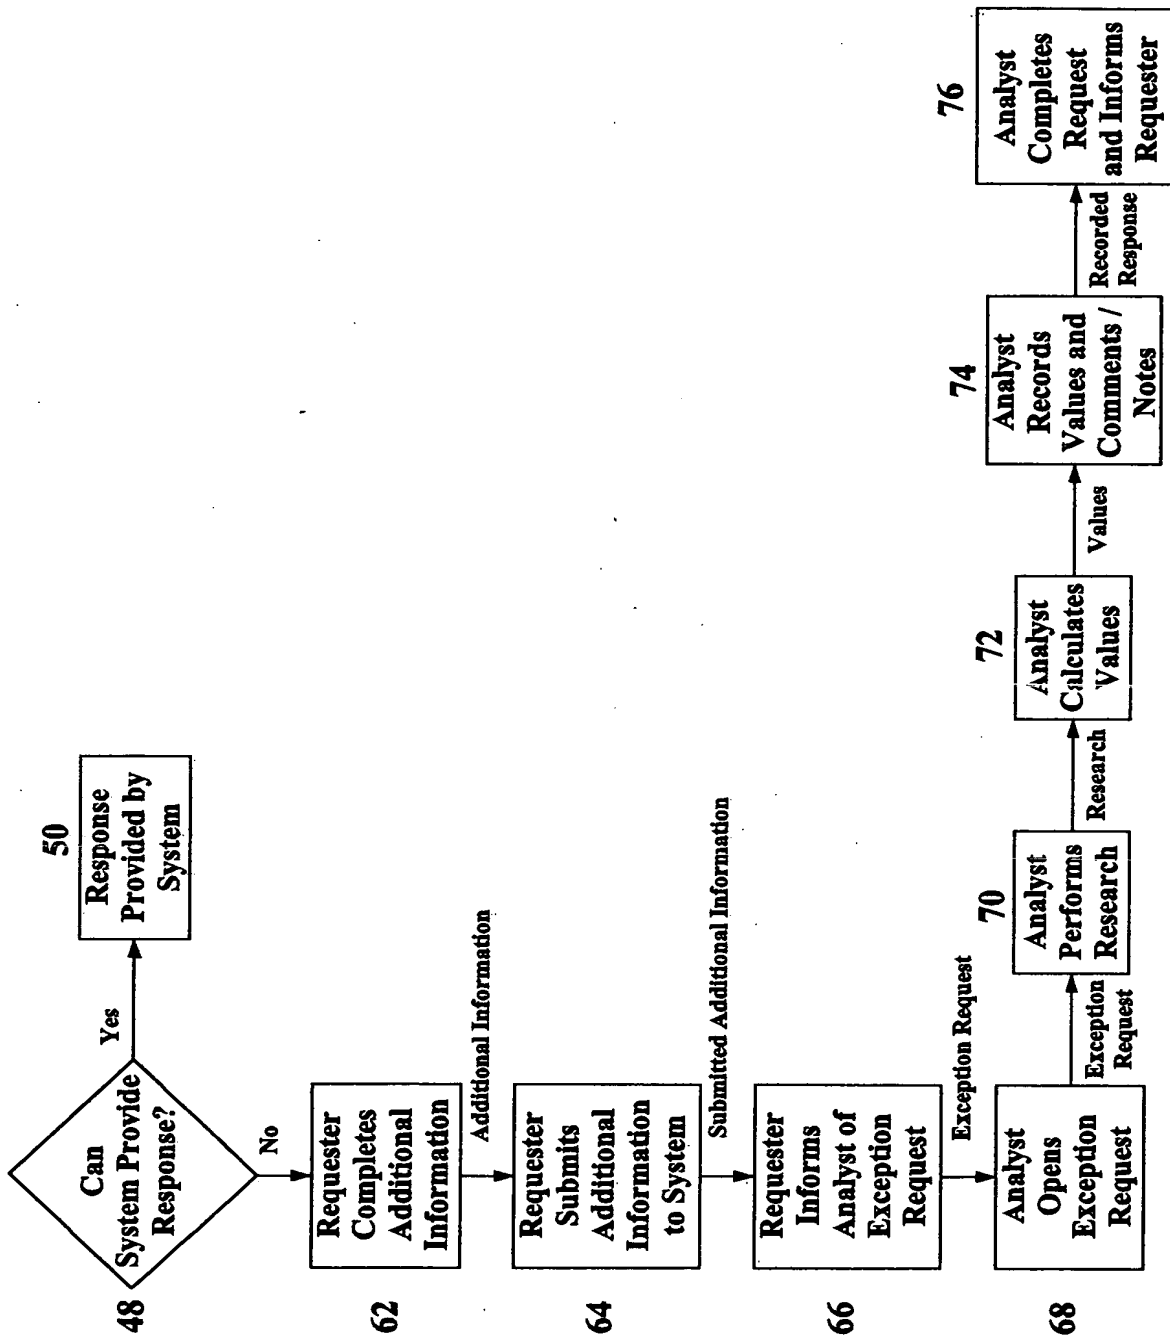 48
Can
System Provide
Response?
Yes
50
Response
Provided by
System
No
62
Requester
Completes
Additional
Information
Additional Information
64
Requester
Submits
Additional
Information
to System
Submitted Additional Information
66
Requester
Informs
Analyst of
Exception
Request
Exception Request
68
Analyst
Opens
Exception
Request
Exception
Request
70
Analyst
Performs
Research
Research
72
Analyst
Calculates
Values
Values
74
Analyst
Records
Values and
Comments /
Notes
Recorded
Response
76
Analyst
Completes
Request
and Informs
Requester